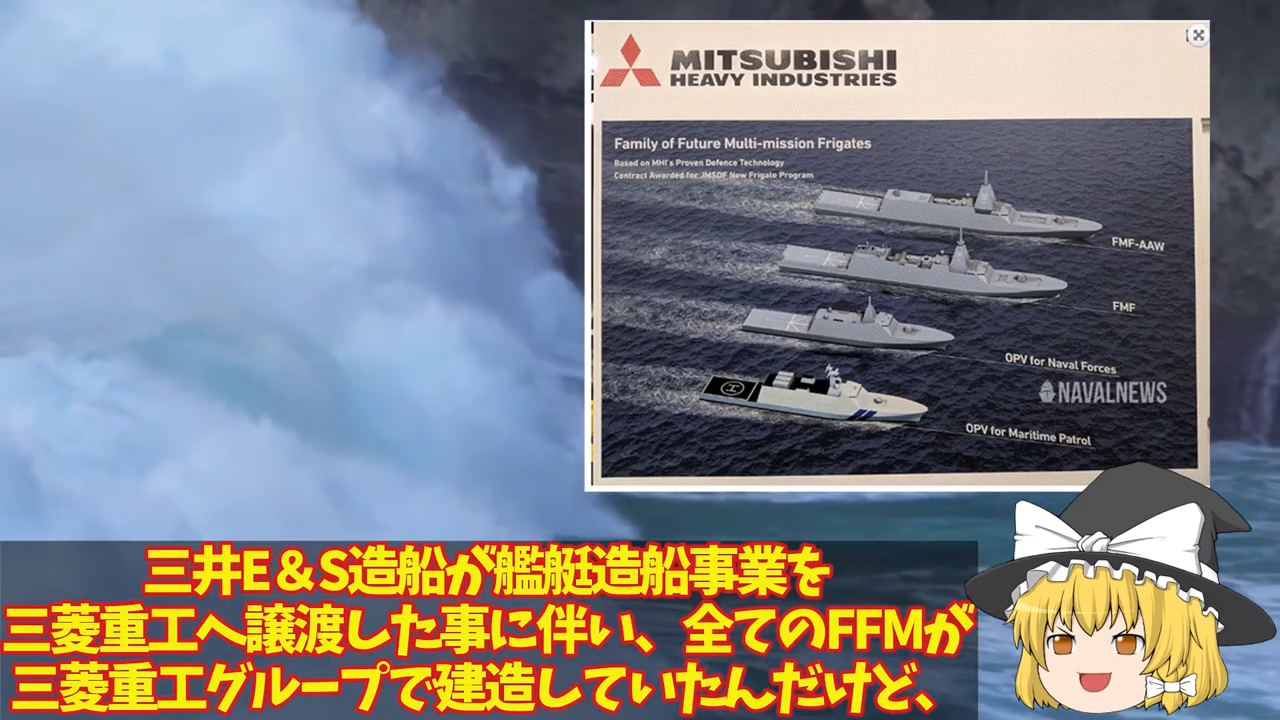 MITSUBISHI
HEAVY INDUSTRIES
Family of Future Multi-mission Frigates
Based on MHI's Proven Defence Technology
Contract Awarded for JMSDF New Frigate Program
FMF-AAW
FMF
OPV for Naval Forces
NAVALNEWS
OPV for Maritime Patrol
三井E＆S造船が艦艇造船事業を
三菱重工へ譲渡した事に伴い、全てのFFMが
三菱重工グループで建造していたんだけど、